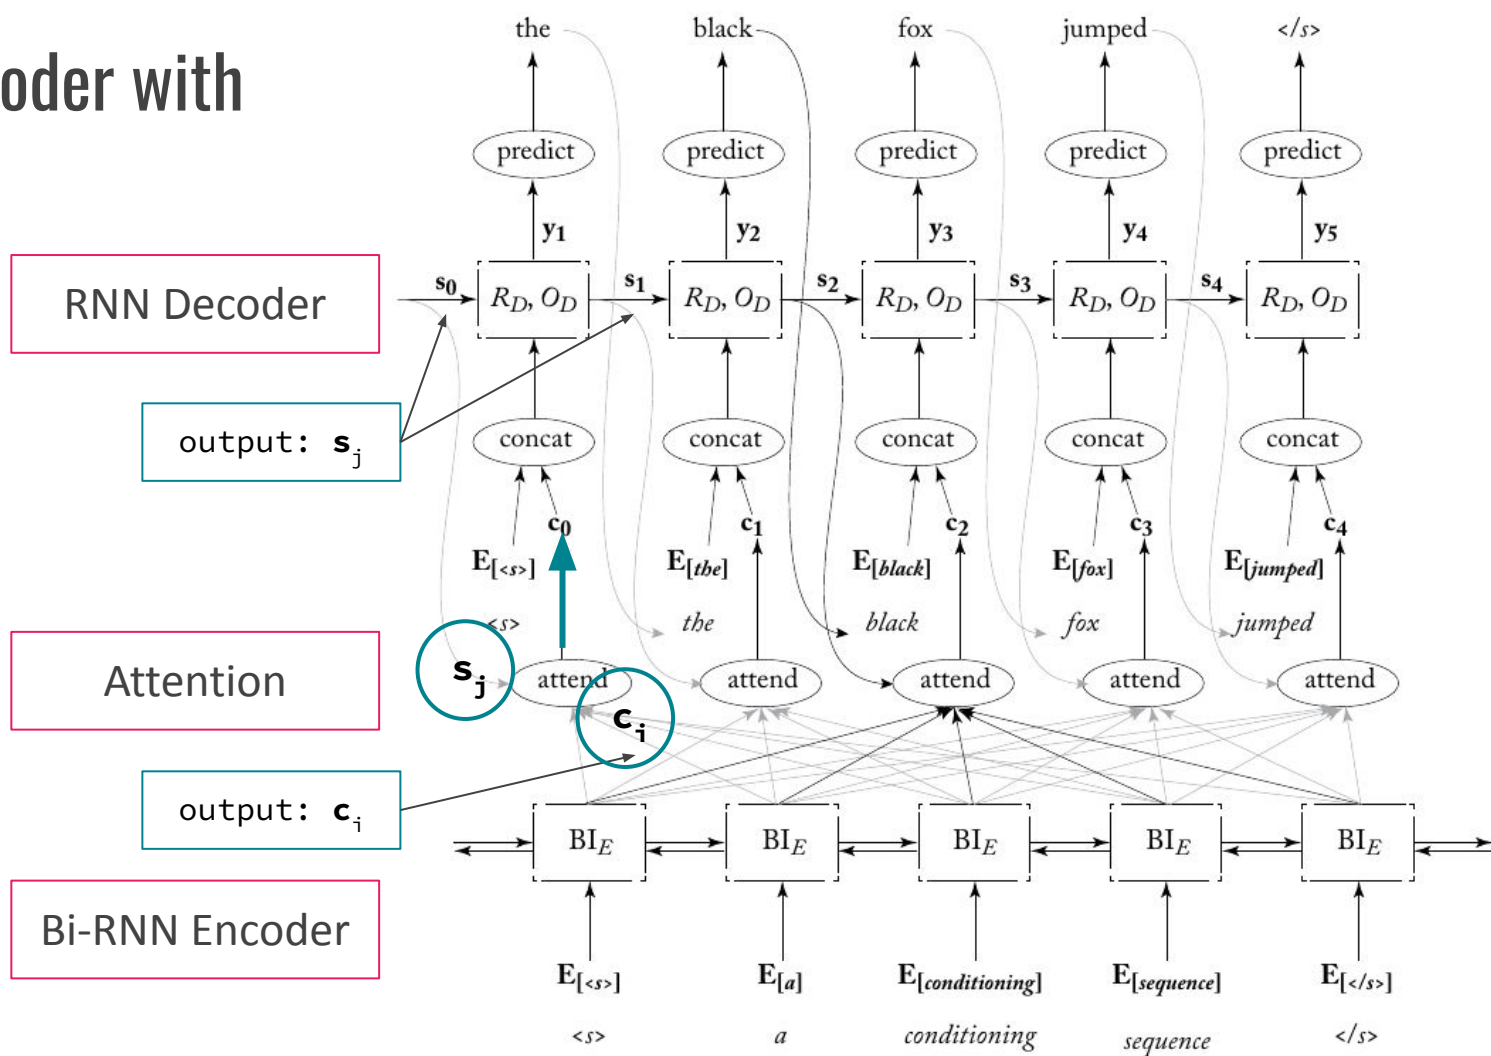 the black fox jumped </s>
oder with
predict predict predict predict predict
y1 y2 y3 y4 y5
RNN Decoder
s0 s1 s2 s3 s4
RD, OD RD, OD RD, OD RD, OD RD, OD
output: sj
concat concat concat concat concat
c0 c1 c2 c3 c4
E[<s>] E[the] E[black] E[fox] E[jumped]
<s> the black fox jumped
Attention
sj
attend attend attend attend attend
ci
output: ci
BIE BIE BIE BIE BIE
Bi-RNN Encoder
E[<s>] E[a] E[conditioning] E[sequence] E[</s>]
<s> a conditioning sequence </s>